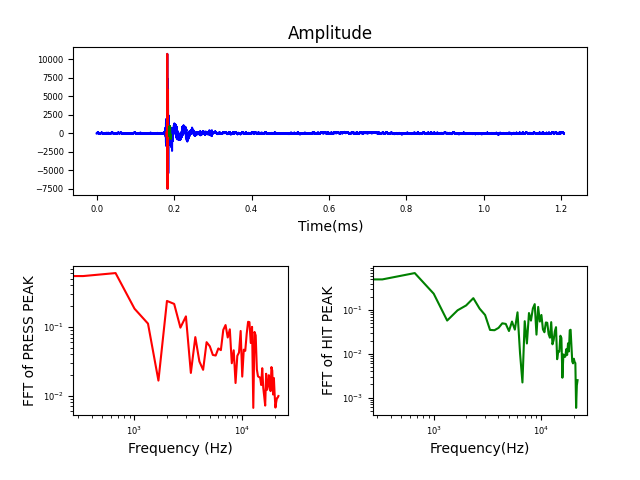 Amplitude
10000
7500
5000
2500
0
−2500
−5000
−7500
0.0 0.2 0.4 0.6 0.8 1.0 1.2
Time(ms)
FFT of PRESS PEAK
10⁻¹
10⁻²
10³ 10⁴
Frequency (Hz)
FFT of HIT PEAK
10⁻¹
10⁻²
10⁻³
10³ 10⁴
Frequency(Hz)